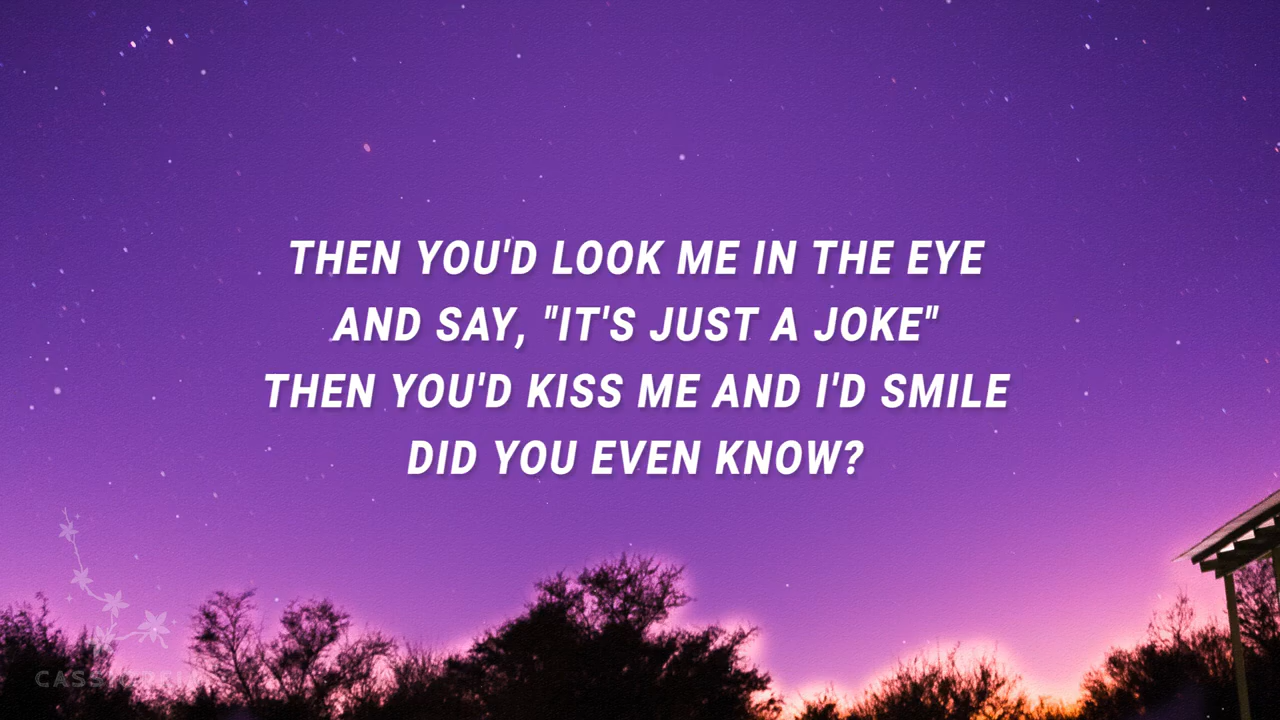 THEN YOU'D LOOK ME IN THE EYE
AND SAY, "IT'S JUST A JOKE"
THEN YOU'D KISS ME AND I'D SMILE
DID YOU EVEN KNOW?